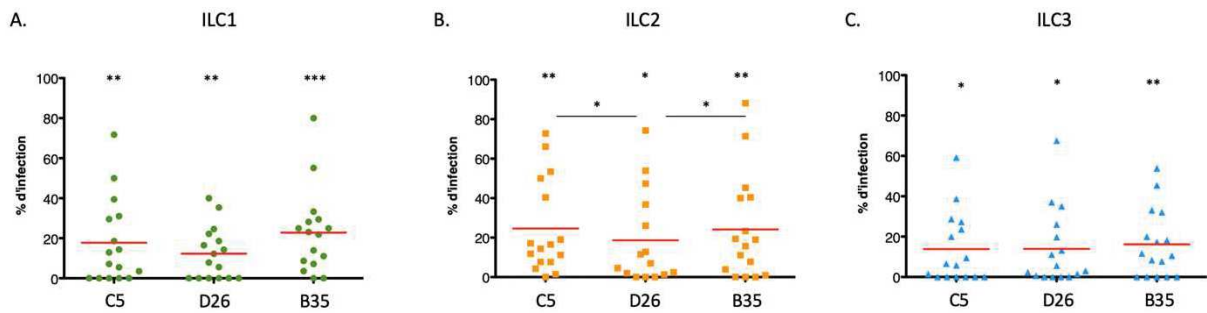 A. ILC1
** ** ***
% d'infection
100
80
60
40
20
0
C5 D26 B35
B. ILC2
** * **
* *
% d'infection
100
80
60
40
20
0
C5 D26 B35
C. ILC3
* * **
% d'infection
100
80
60
40
20
0
C5 D26 B35